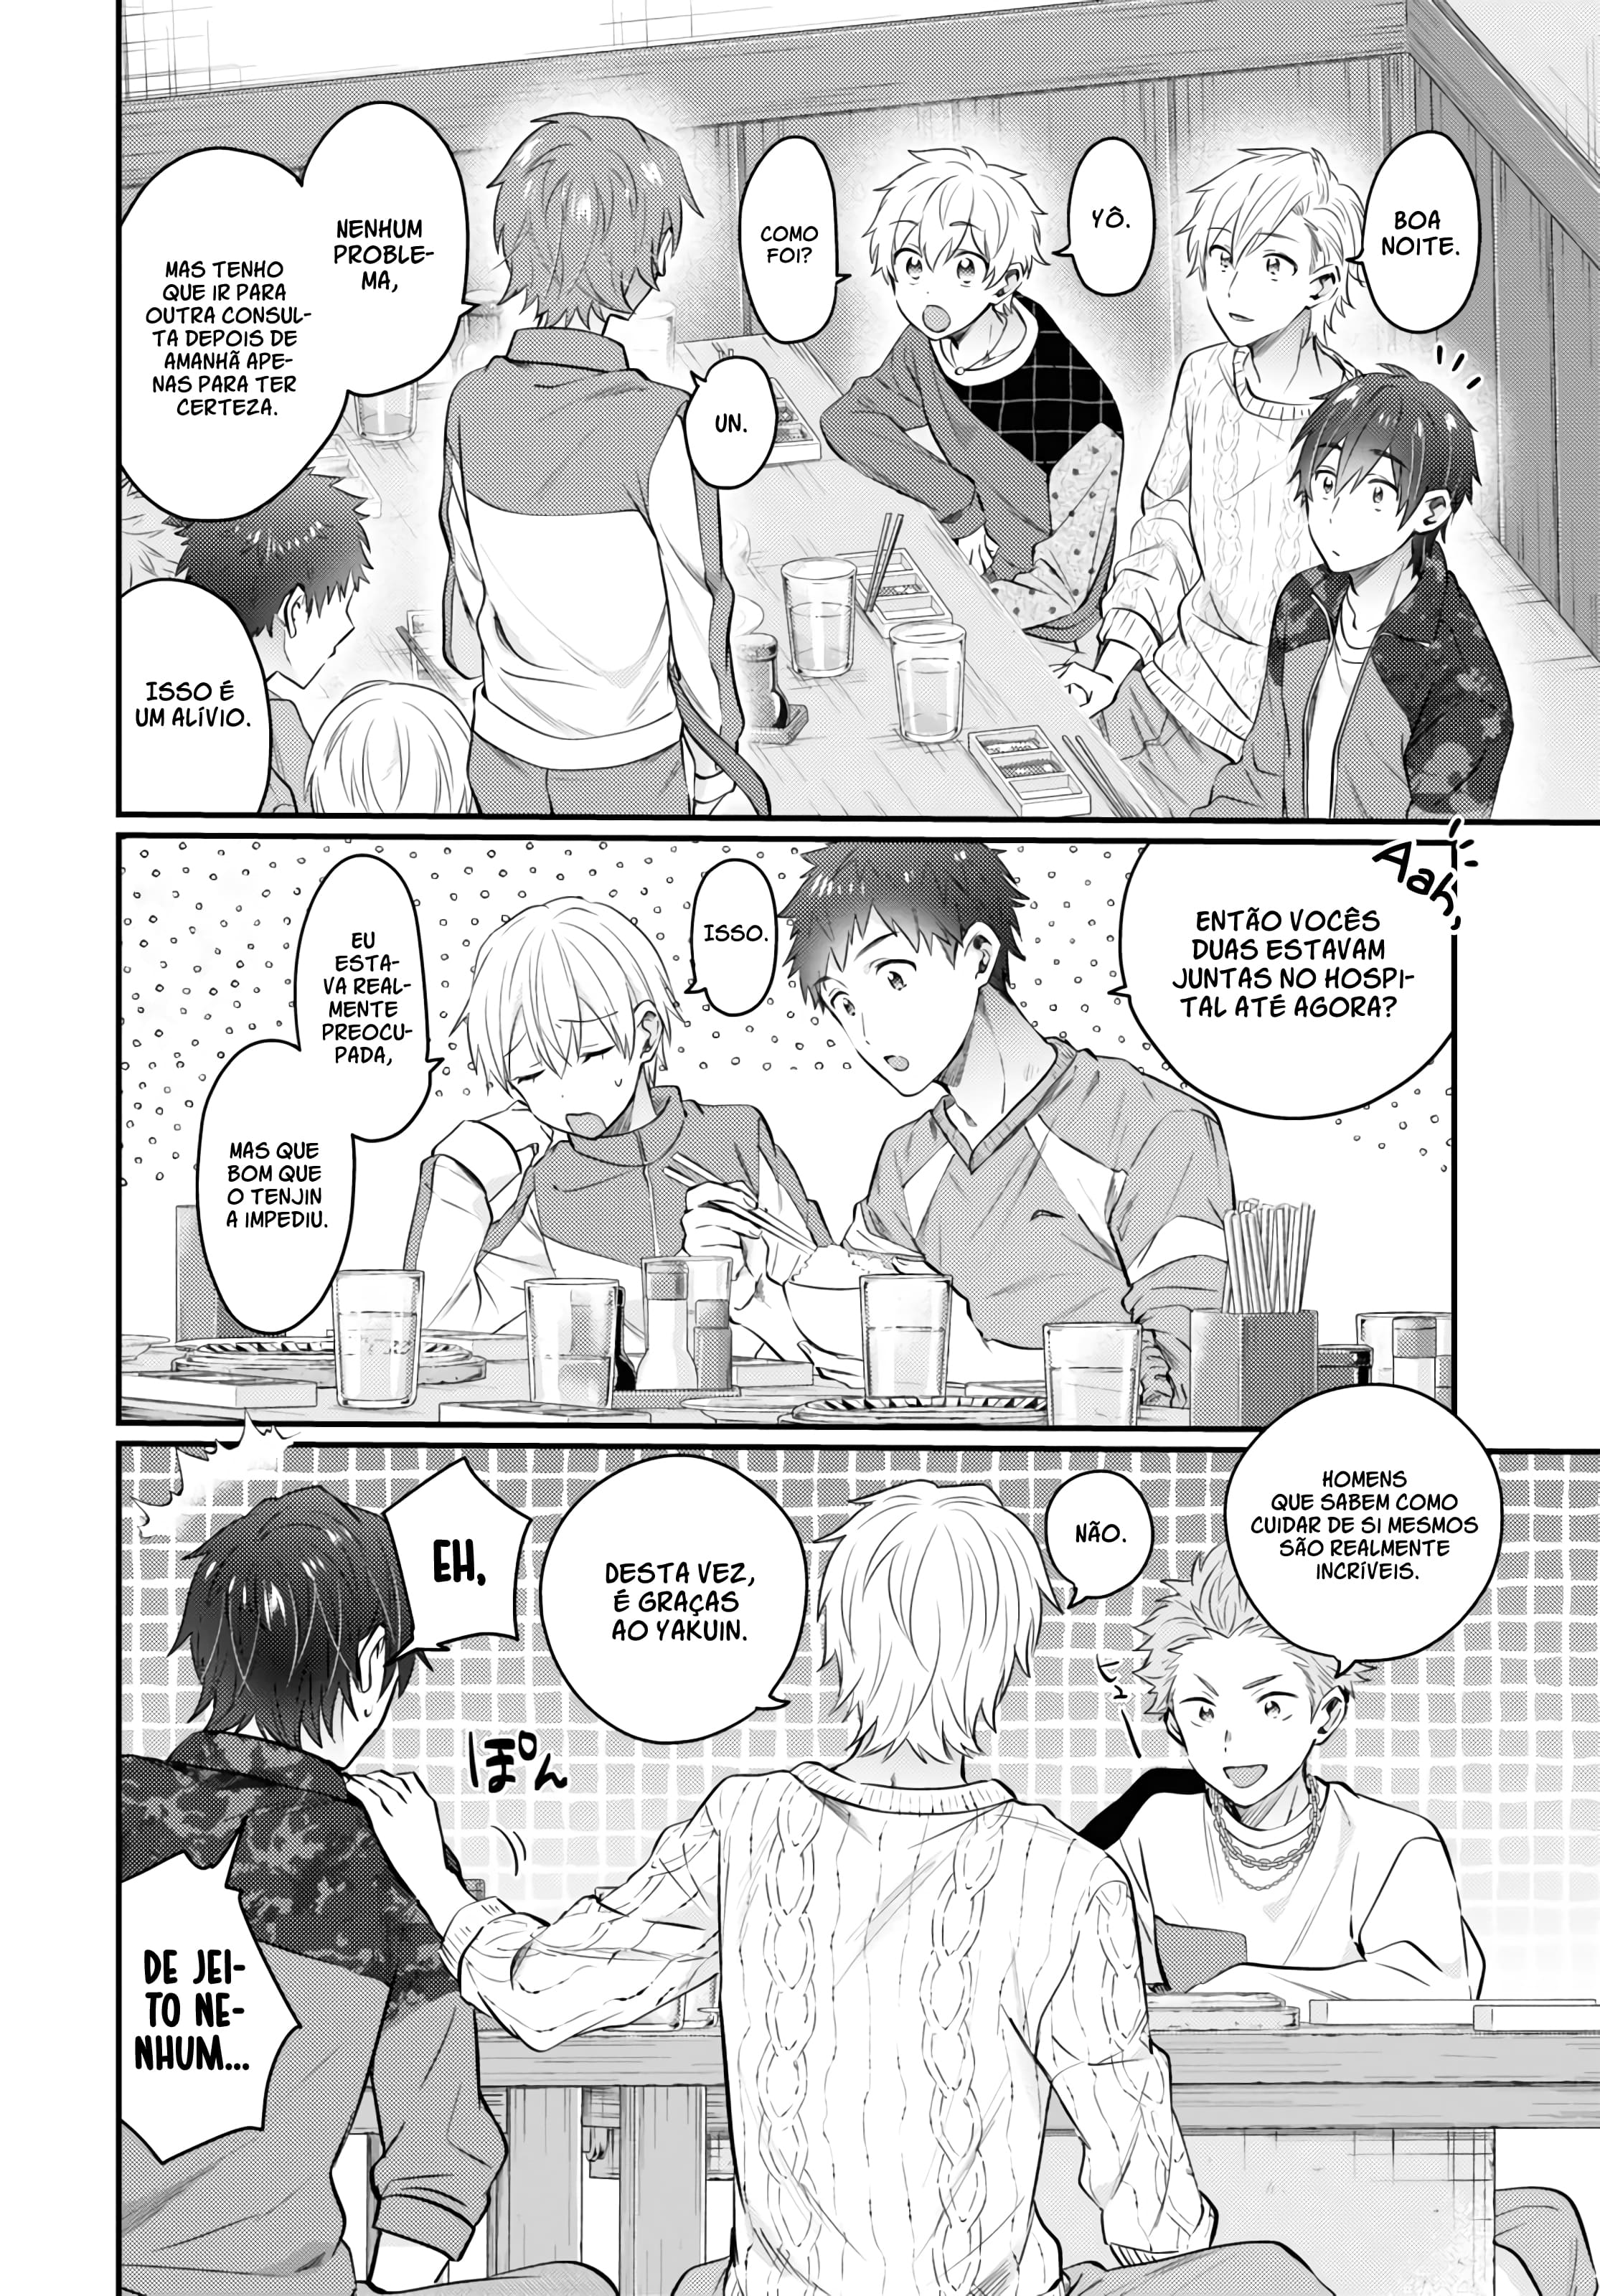 BOA
NOITE.
YÔ.
COMO
FOI?
UN.
NENHUM
PROBLE-
MA,
MAS TENHO
QUE IR PARA
OUTRA CONSUL-
TA DEPOIS DE
AMANHÃ APE-
NAS PARA TER
CERTEZA.
ISSO É
UM ALÍVIO.
Aah,
ENTÃO VOCÊS
DUAS ESTAVAM
JUNTAS NO HOSPI-
TAL ATÉ AGORA?
ISSO.
EU
ESTA-
VA REAL-
MENTE
PREOCU-
PADA,
MAS QUE
BOM QUE
O TENJIN
A IMPEDIU.
HOMENS
QUE SABEM COMO
CUIDAR DE SI MESMOS
SÃO REALMENTE
INCRÍVEIS.
NÃO.
DESTA VEZ,
É GRAÇAS
AO YAKUIN.
ぽん
EH,
DE JEI-
TO NE-
NHUM...